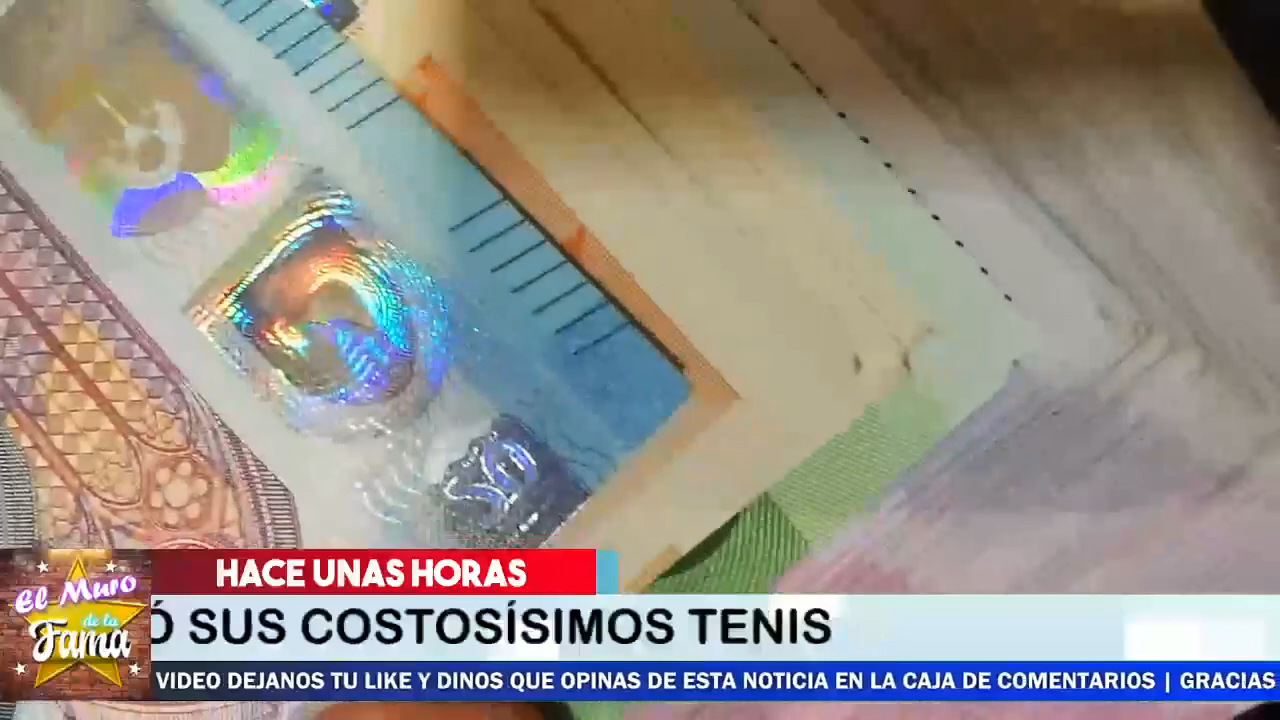 HACE UNAS HORAS
El Muro
de la
Fama
Ó SUS COSTOSÍSIMOS TENIS
VIDEO DEJANOS TU LIKE Y DINOS QUE OPINAS DE ESTA NOTICIA EN LA CAJA DE COMENTARIOS | GRACIAS